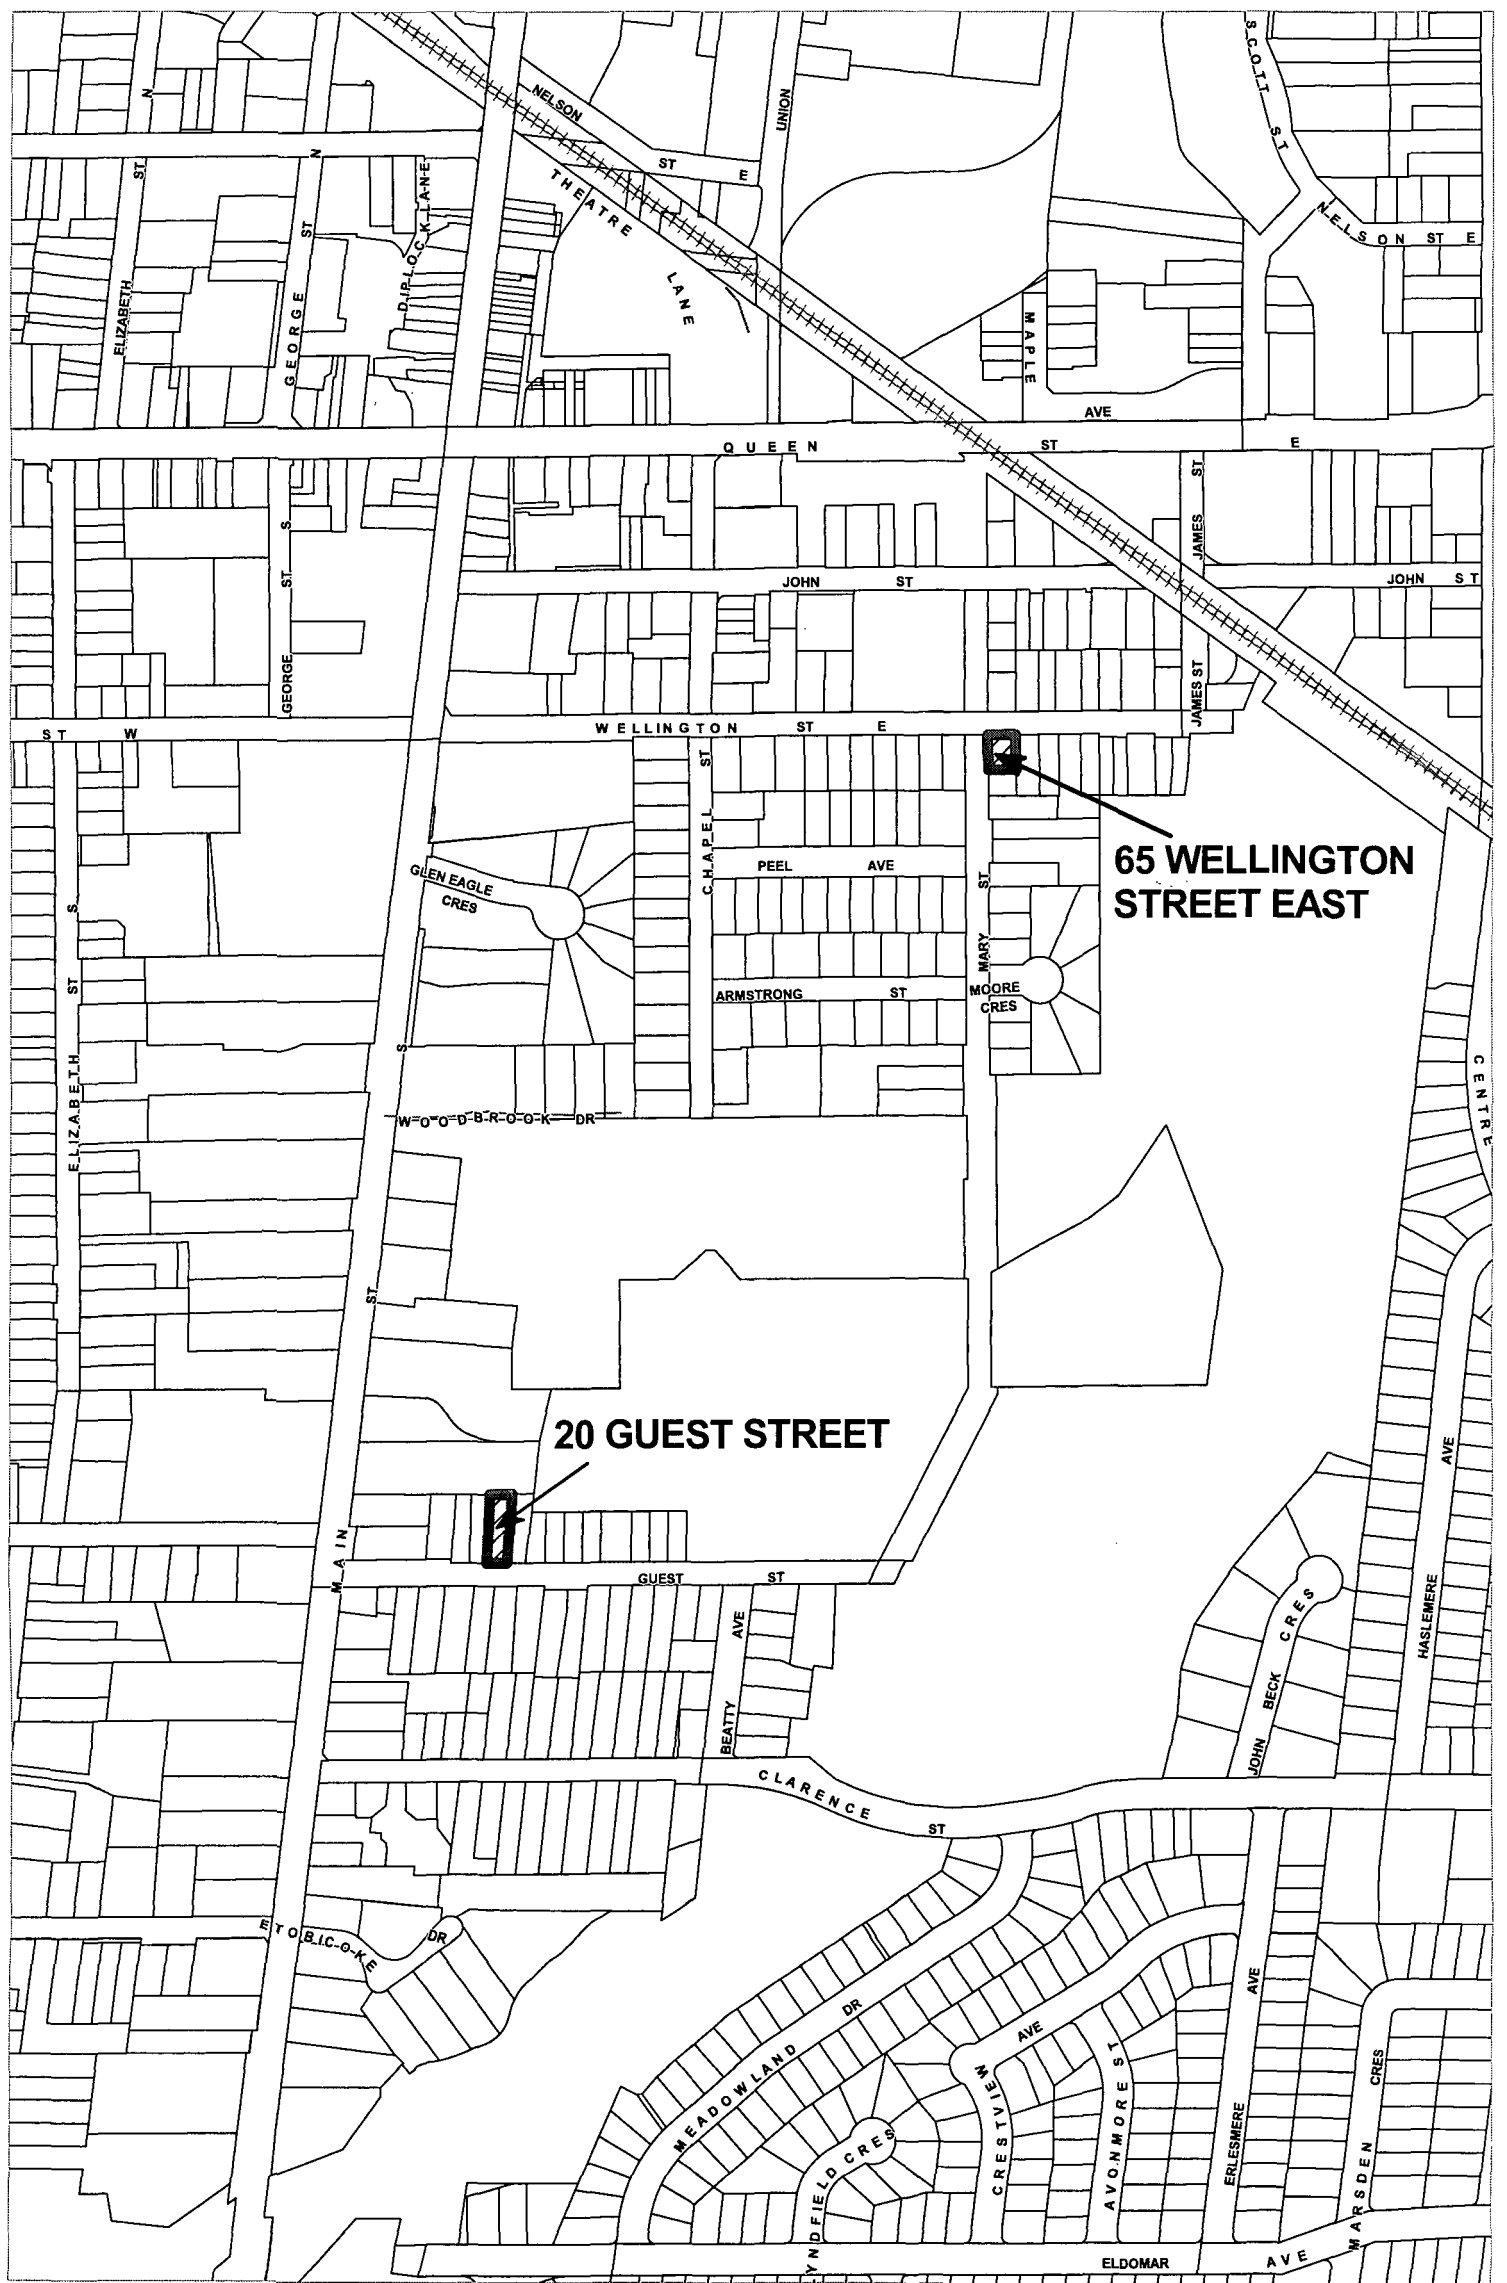 NELSON ST E
UNION
SCOTT ST
NELSON ST E
ELIZABETH ST N
GEORGE ST N
DIPLOCK LANE
THEATRE LANE
MAPLE AVE
QUEEN ST E
JAMES ST
GEORGE ST S
JOHN ST
JOHN ST
JAMES ST
ST W
WELLINGTON ST E
CHAPEL ST
65 WELLINGTON
STREET EAST
GLEN EAGLE
CRES
PEEL AVE
MARY ST
ARMSTRONG ST
MOORE
CRES
ELIZABETH ST S
WOODBROOK DR
CENTRE
MAIN ST S
20 GUEST STREET
GUEST ST
BEATTY AVE
HASLEMERE AVE
JOHN BECK CRES
CLARENCE ST
ETOBICOKE DR
MEADOWLAND DR
CRESTVIEW AVE
AVONMORE ST
ERLESMERE AVE
MARSDEN CRES
YNDFIELD CRES
ELDOMAR AVE